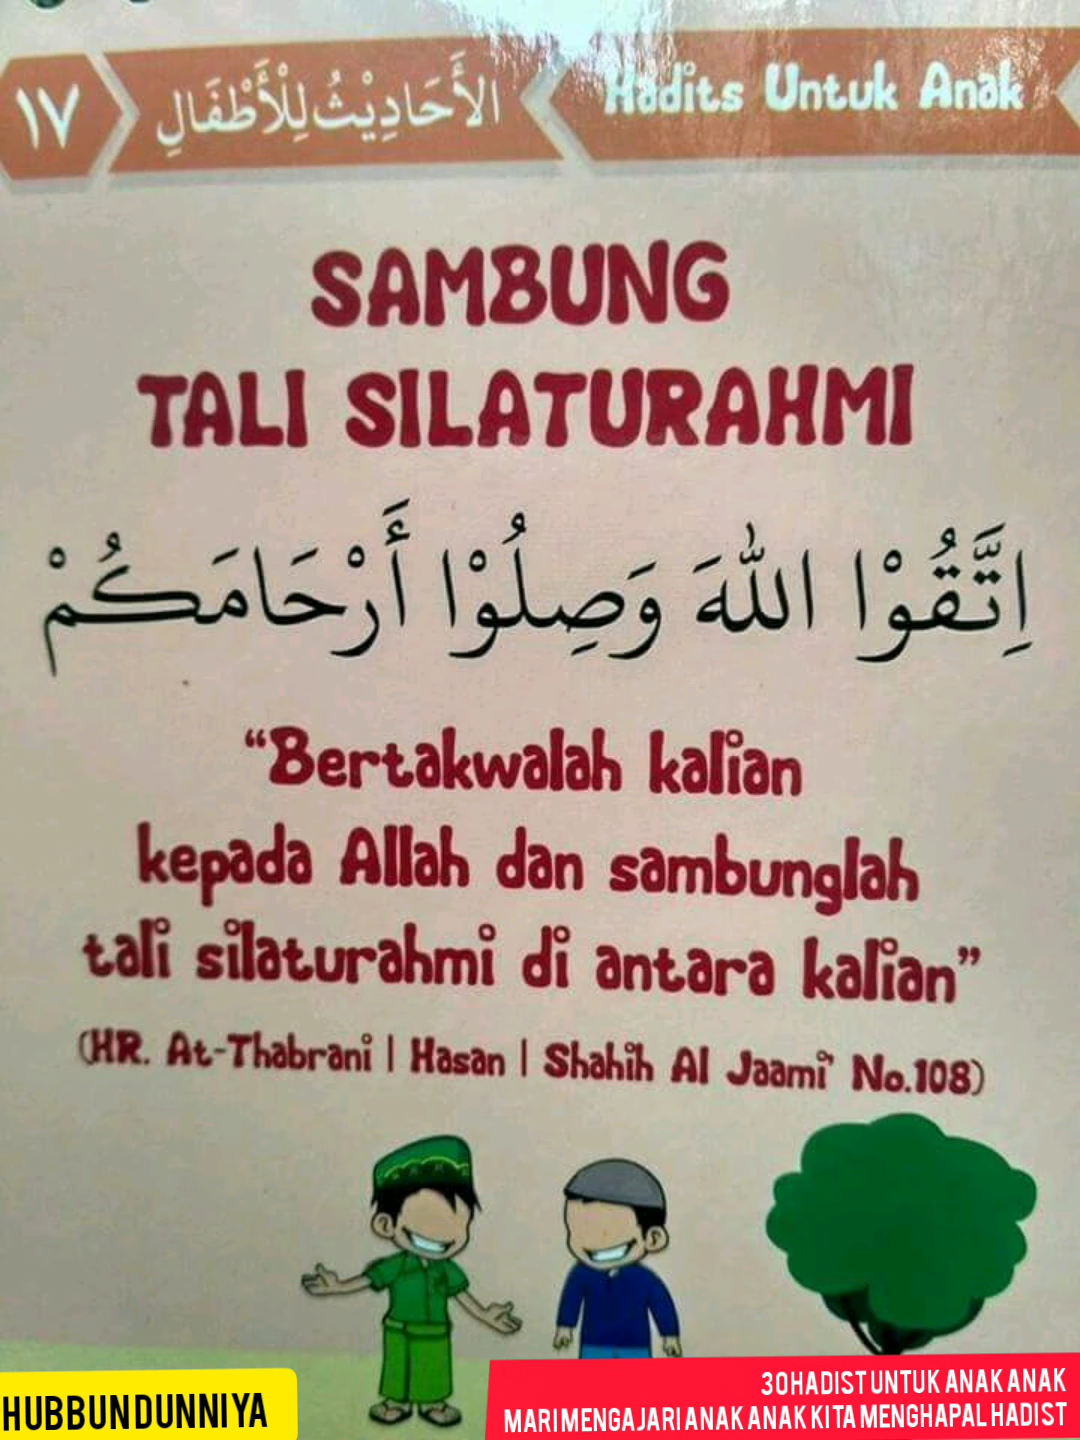 ١٧ الأَحَادِيْثُ لِلْأَطْفَالِ Hadits Untuk Anak
SAMBUNG
TALI SILATURAHMI
اِتَّقُوْا اللهَ وَصِلُوْا أَرْحَامَكُمْ
“Bertakwalah kalian
kepada Allah dan sambunglah
tali silaturahmi di antara kalian”
(HR. At-Thabrani | Hasan | Shahih Al Jaami' No.108)
HUBBUN DUNNIYA
30 HADIST UNTUK ANAK ANAK
MARI MENGAJARI ANAK ANAK KITA MENGHAPAL HADIST